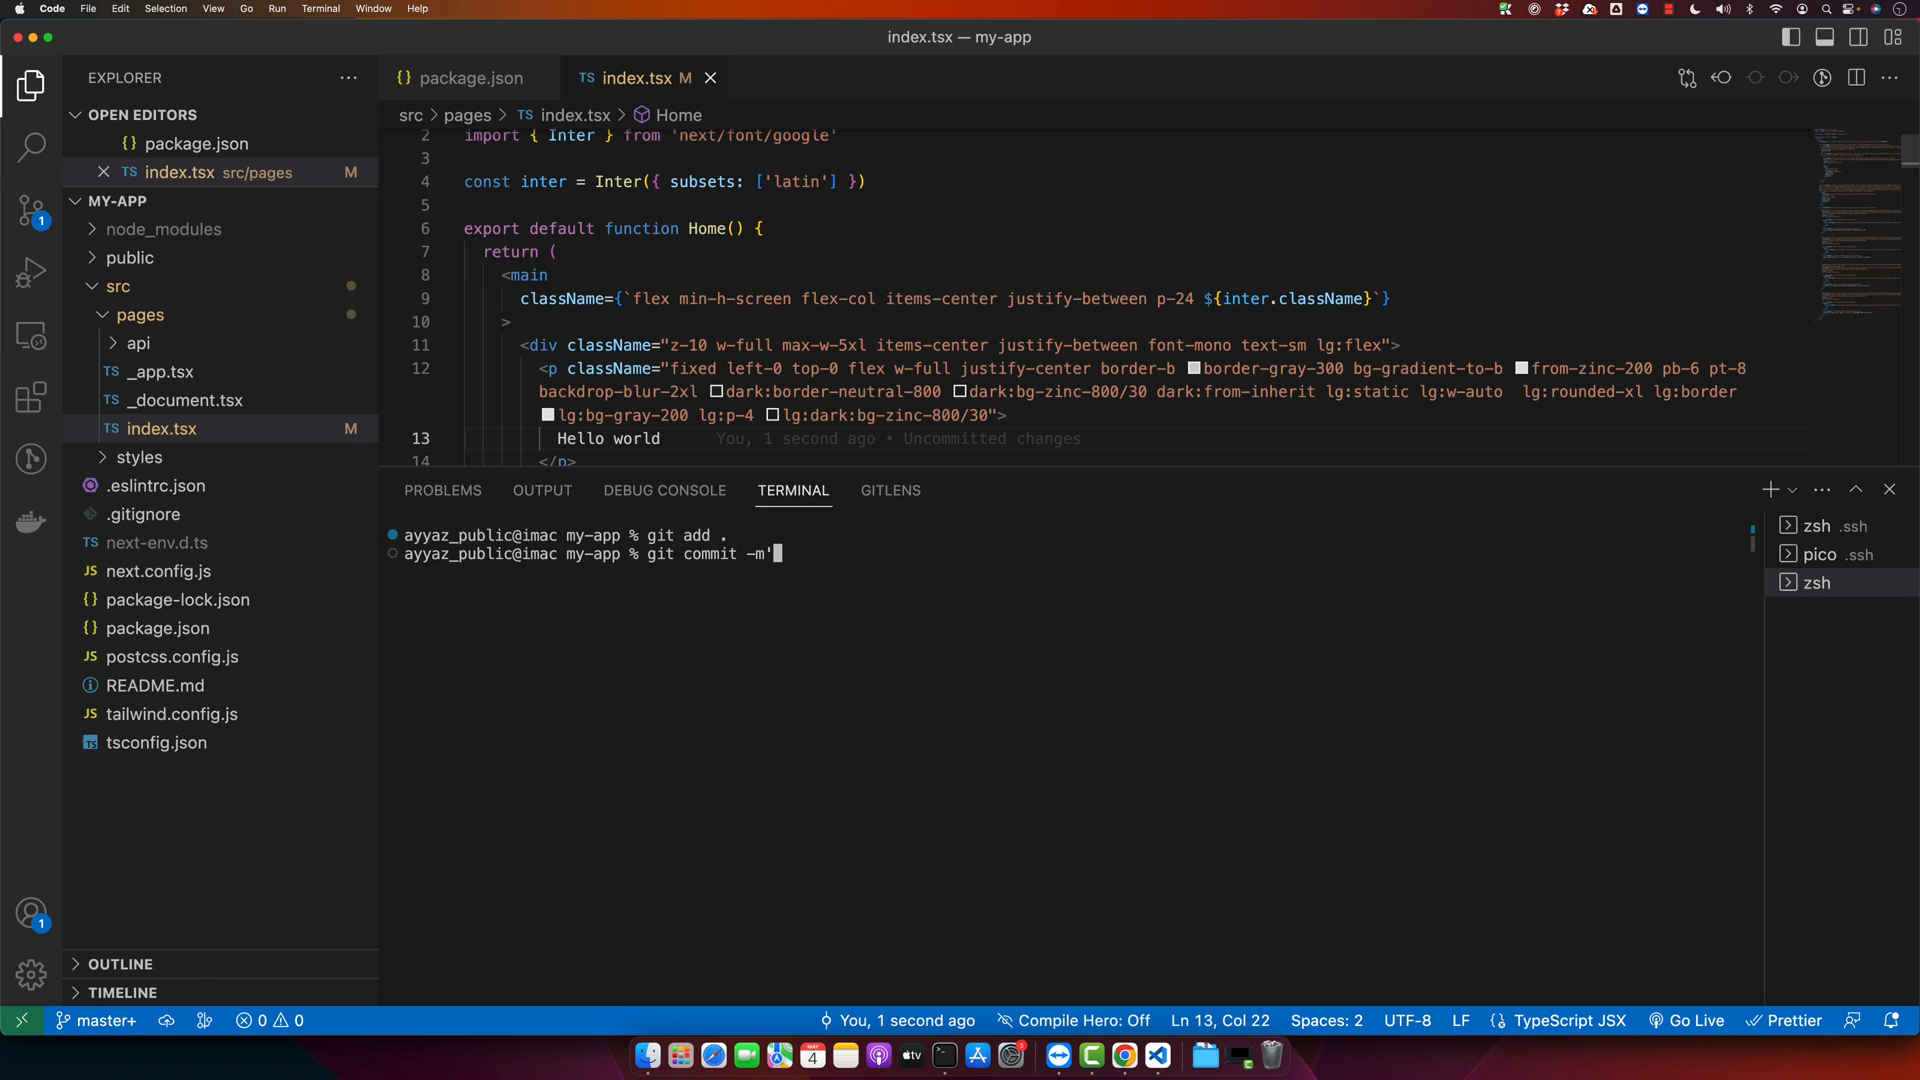 Code File Edit Selection View Go Run Terminal Window Help
index.tsx — my-app
EXPLORER
OPEN EDITORS
{} package.json
TS index.tsx src/pages M
MY-APP
node_modules
public
src
pages
api
TS _app.tsx
TS _document.tsx
TS index.tsx M
styles
.eslintrc.json
.gitignore
TS next-env.d.ts
JS next.config.js
{} package-lock.json
{} package.json
JS postcss.config.js
README.md
JS tailwind.config.js
TS tsconfig.json
OUTLINE
TIMELINE
1
1
{} package.json TS index.tsx M
src > pages > TS index.tsx > Home
2 import { Inter } from 'next/font/google'
3
4 const inter = Inter({ subsets: ['latin'] })
5
6 export default function Home() {
7 return (
8 <main
9 className={`flex min-h-screen flex-col items-center justify-between p-24 ${inter.className}`}
10 >
11 <div className="z-10 w-full max-w-5xl items-center justify-between font-mono text-sm lg:flex">
12 <p className="fixed left-0 top-0 flex w-full justify-center border-b border-gray-300 bg-gradient-to-b from-zinc-200 pb-6 pt-8
backdrop-blur-2xl dark:border-neutral-800 dark:bg-zinc-800/30 dark:from-inherit lg:static lg:w-auto lg:rounded-xl lg:border
lg:bg-gray-200 lg:p-4 lg:dark:bg-zinc-800/30">
13 Hello world You, 1 second ago • Uncommitted changes
14 </p>
PROBLEMS OUTPUT DEBUG CONSOLE TERMINAL GITLENS
ayyaz_public@imac my-app % git add .
ayyaz_public@imac my-app % git commit -m'
zsh .ssh
pico .ssh
zsh
master+ 0 0 You, 1 second ago Compile Hero: Off Ln 13, Col 22 Spaces: 2 UTF-8 LF {} TypeScript JSX Go Live Prettier
MAY
4
tv
3